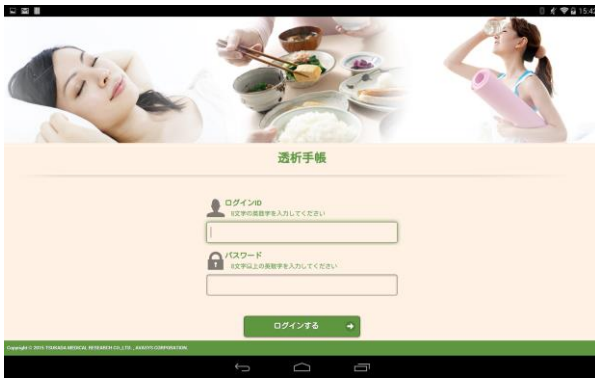 15:42
透析手帳
ログインID
8文字の英数字を入力してください
パスワード
8文字以上の英数字を入力してください
ログインする
Copyright © 2015 TSUKADA MEDICAL RESEARCH CO.,LTD. , AVASYS CORPORATION.